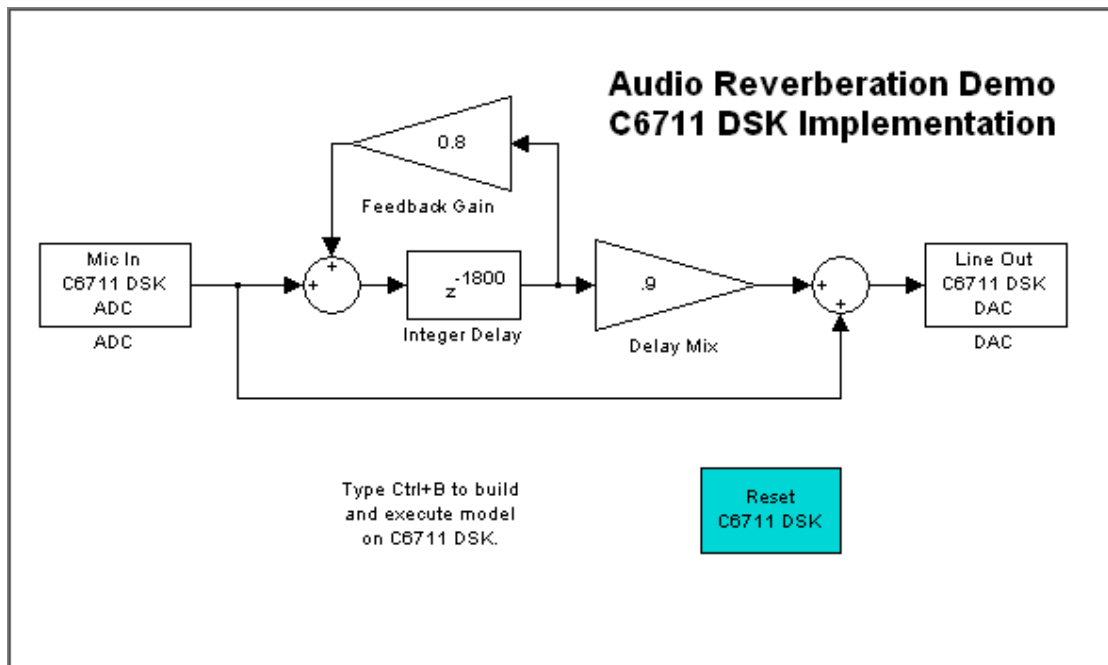 Audio Reverberation Demo
C6711 DSK Implementation
0.8
Feedback Gain
Mic In
C6711 DSK
ADC
ADC
+
+
z-1800
Integer Delay
.9
Delay Mix
+
+
Line Out
C6711 DSK
DAC
DAC
Type Ctrl+B to build
and execute model
on C6711 DSK.
Reset
C6711 DSK